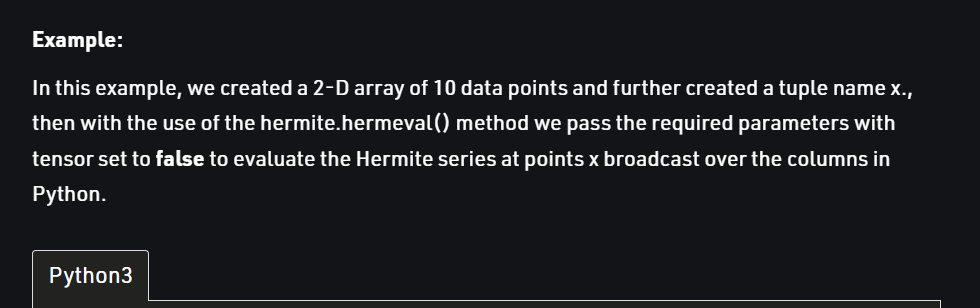 Example:
In this example, we created a 2-D array of 10 data points and further created a tuple name x.,
then with the use of the hermite.hermeval() method we pass the required parameters with
tensor set to false to evaluate the Hermite series at points x broadcast over the columns in
Python.
Python3